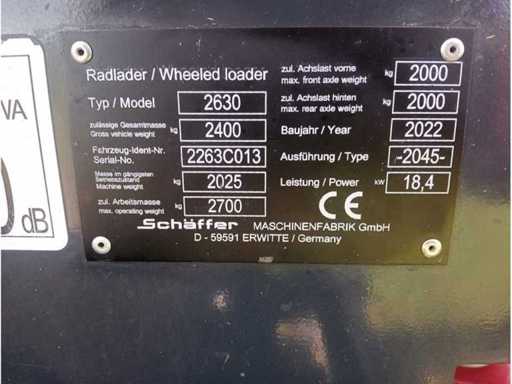 Radlader / Wheeled loader
Typ / Model 2630
zulässige Gesamtmasse
Gross vehicle weight kg 2400
Fahrzeug-Ident-Nr.
Serial-No. 2263C013
Masse im gängigsten
Betriebszustand
Machine weight kg 2025
zul. Arbeitsmasse
max. operating weight kg 2700
zul. Achslast vorne
max. front axle weight kg 2000
zul. Achslast hinten
max. rear axle weight kg 2000
Baujahr / Year 2022
Ausführung / Type -2045-
Leistung / Power kW 18,4
CE
Schäffer MASCHINENFABRIK GmbH
D - 59591 ERWITTE / Germany
VA
dB